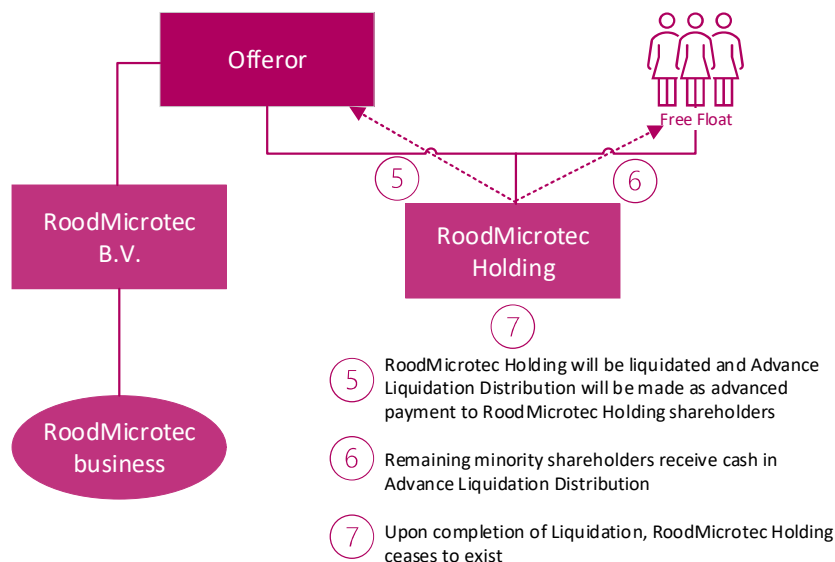 Offeror
Free Float
5
6
RoodMicrotec
B.V.
RoodMicrotec
Holding
7
RoodMicrotec
business
5
RoodMicrotec Holding will be liquidated and Advance
Liquidation Distribution will be made as advanced
payment to RoodMicrotec Holding shareholders
6
Remaining minority shareholders receive cash in
Advance Liquidation Distribution
7
Upon completion of Liquidation, RoodMicrotec Holding
ceases to exist